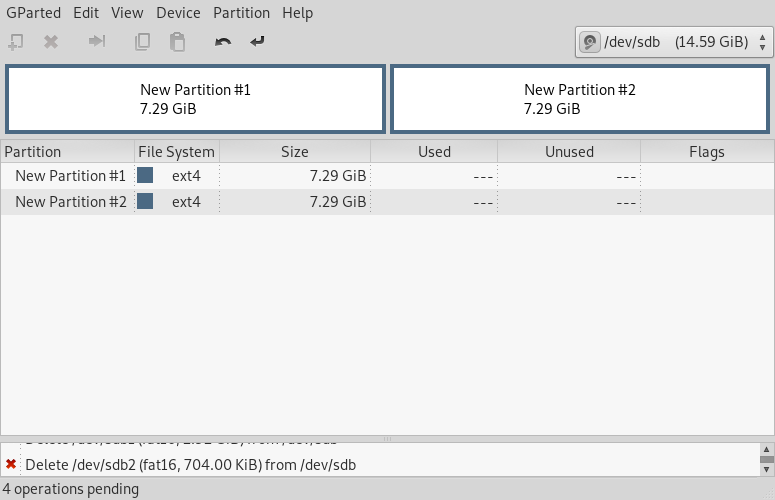 GParted Edit View Device Partition Help
/dev/sdb (14.59 GiB)
New Partition #1
7.29 GiB
New Partition #2
7.29 GiB
Partition File System Size Used Unused Flags
New Partition #1 ext4 7.29 GiB --- ---
New Partition #2 ext4 7.29 GiB --- ---
Delete /dev/sdb2 (fat16, 704.00 KiB) from /dev/sdb
4 operations pending